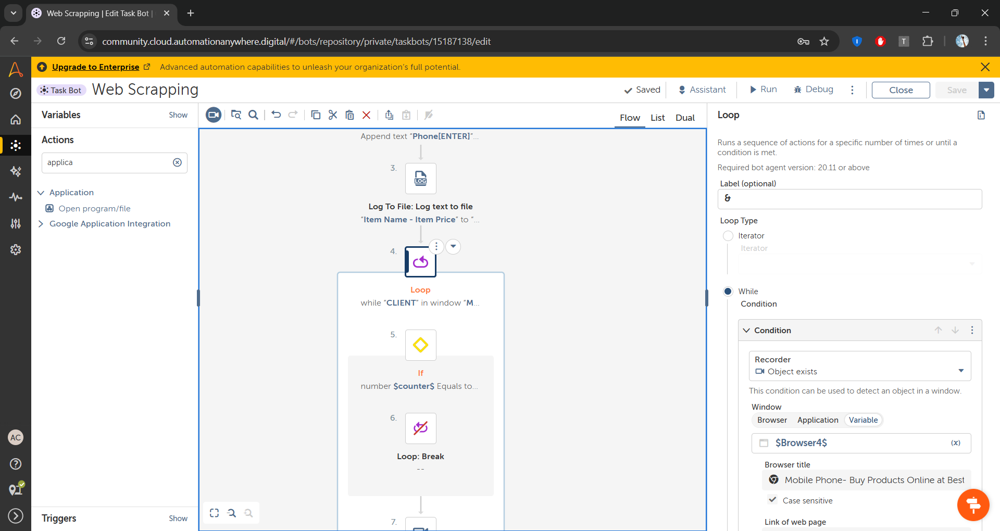 Web Scrapping | Edit Task Bot |
community.cloud.automationanywhere.digital/#/bots/repository/private/taskbots/15187138/edit
T
Upgrade to Enterprise
Advanced automation capabilities to unleash your organization's full potential.
Task Bot
Web Scrapping
Saved
Assistant
Run
Debug
Close
Save
Variables
Show
Actions
applica
Application
Open program/file
Google Application Integration
AC
Triggers
Show
Flow
List
Dual
Append text “Phone[ENTER]”...
3.
LOG
Log To File: Log text to file
“Item Name - Item Price” to “...
4.
Loop
while “CLIENT” in window “M...
5.
If
number $counter$ Equals to...
6.
Loop: Break
--
7.
Loop
Runs a sequence of actions for a specific number of times or until a
condition is met.
Required bot agent version: 20.11 or above
Label (optional)
&
Loop Type
Iterator
Iterator
While
Condition
Condition
Recorder
Object exists
This condition can be used to detect an object in a window.
Window
Browser
Application
Variable
$Browser4$
(x)
Browser title
Mobile Phone- Buy Products Online at Best
Case sensitive
Link of web page